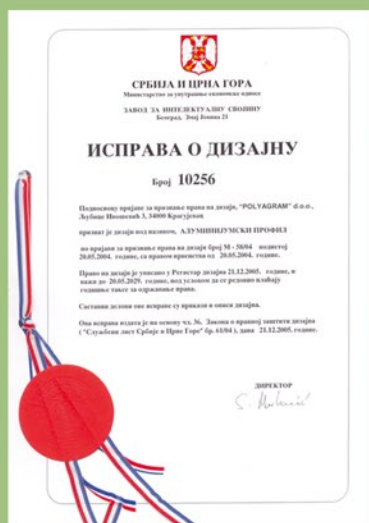 СРБИЈА И ЦРНА ГОРА
Министарство за унутрашње економске односе
ЗАВОД ЗА ИНТЕЛЕКТУАЛНУ СВОЈИНУ
Београд, Змај Јовина 21
ИСПРАВА О ДИЗАЈНУ
Број 10256
Подносиоцу пријаве за признање права на дизајн, "POLYAGRAM" d.o.o.,
Љубице 3, 34000 Крагујевац
признат је дизајн под називом, АЛУМИНИЈУМСКИ ПРОФИЛ
по пријави за признање права на дизајн број М - 58/04 поднетој
20.05.2004. године, са правом првенства од 20.05.2004. године.
Право на дизајн је уписано у Регистар дизајна 21.12.2005. године, и
важи до 20.05.2029. године, под условом да се редовно плаћају
годишње таксе за одржавање права.
Саставни делови ове исправе су прикази и описи дизајна.
Ова исправа издата је на основу чл. 36. Закона о правној заштити дизајна
( "Службени лист Србије и Црне Горе" бр. 61/04 ), дана 21.12.2005. године.
ДИРЕКТОР